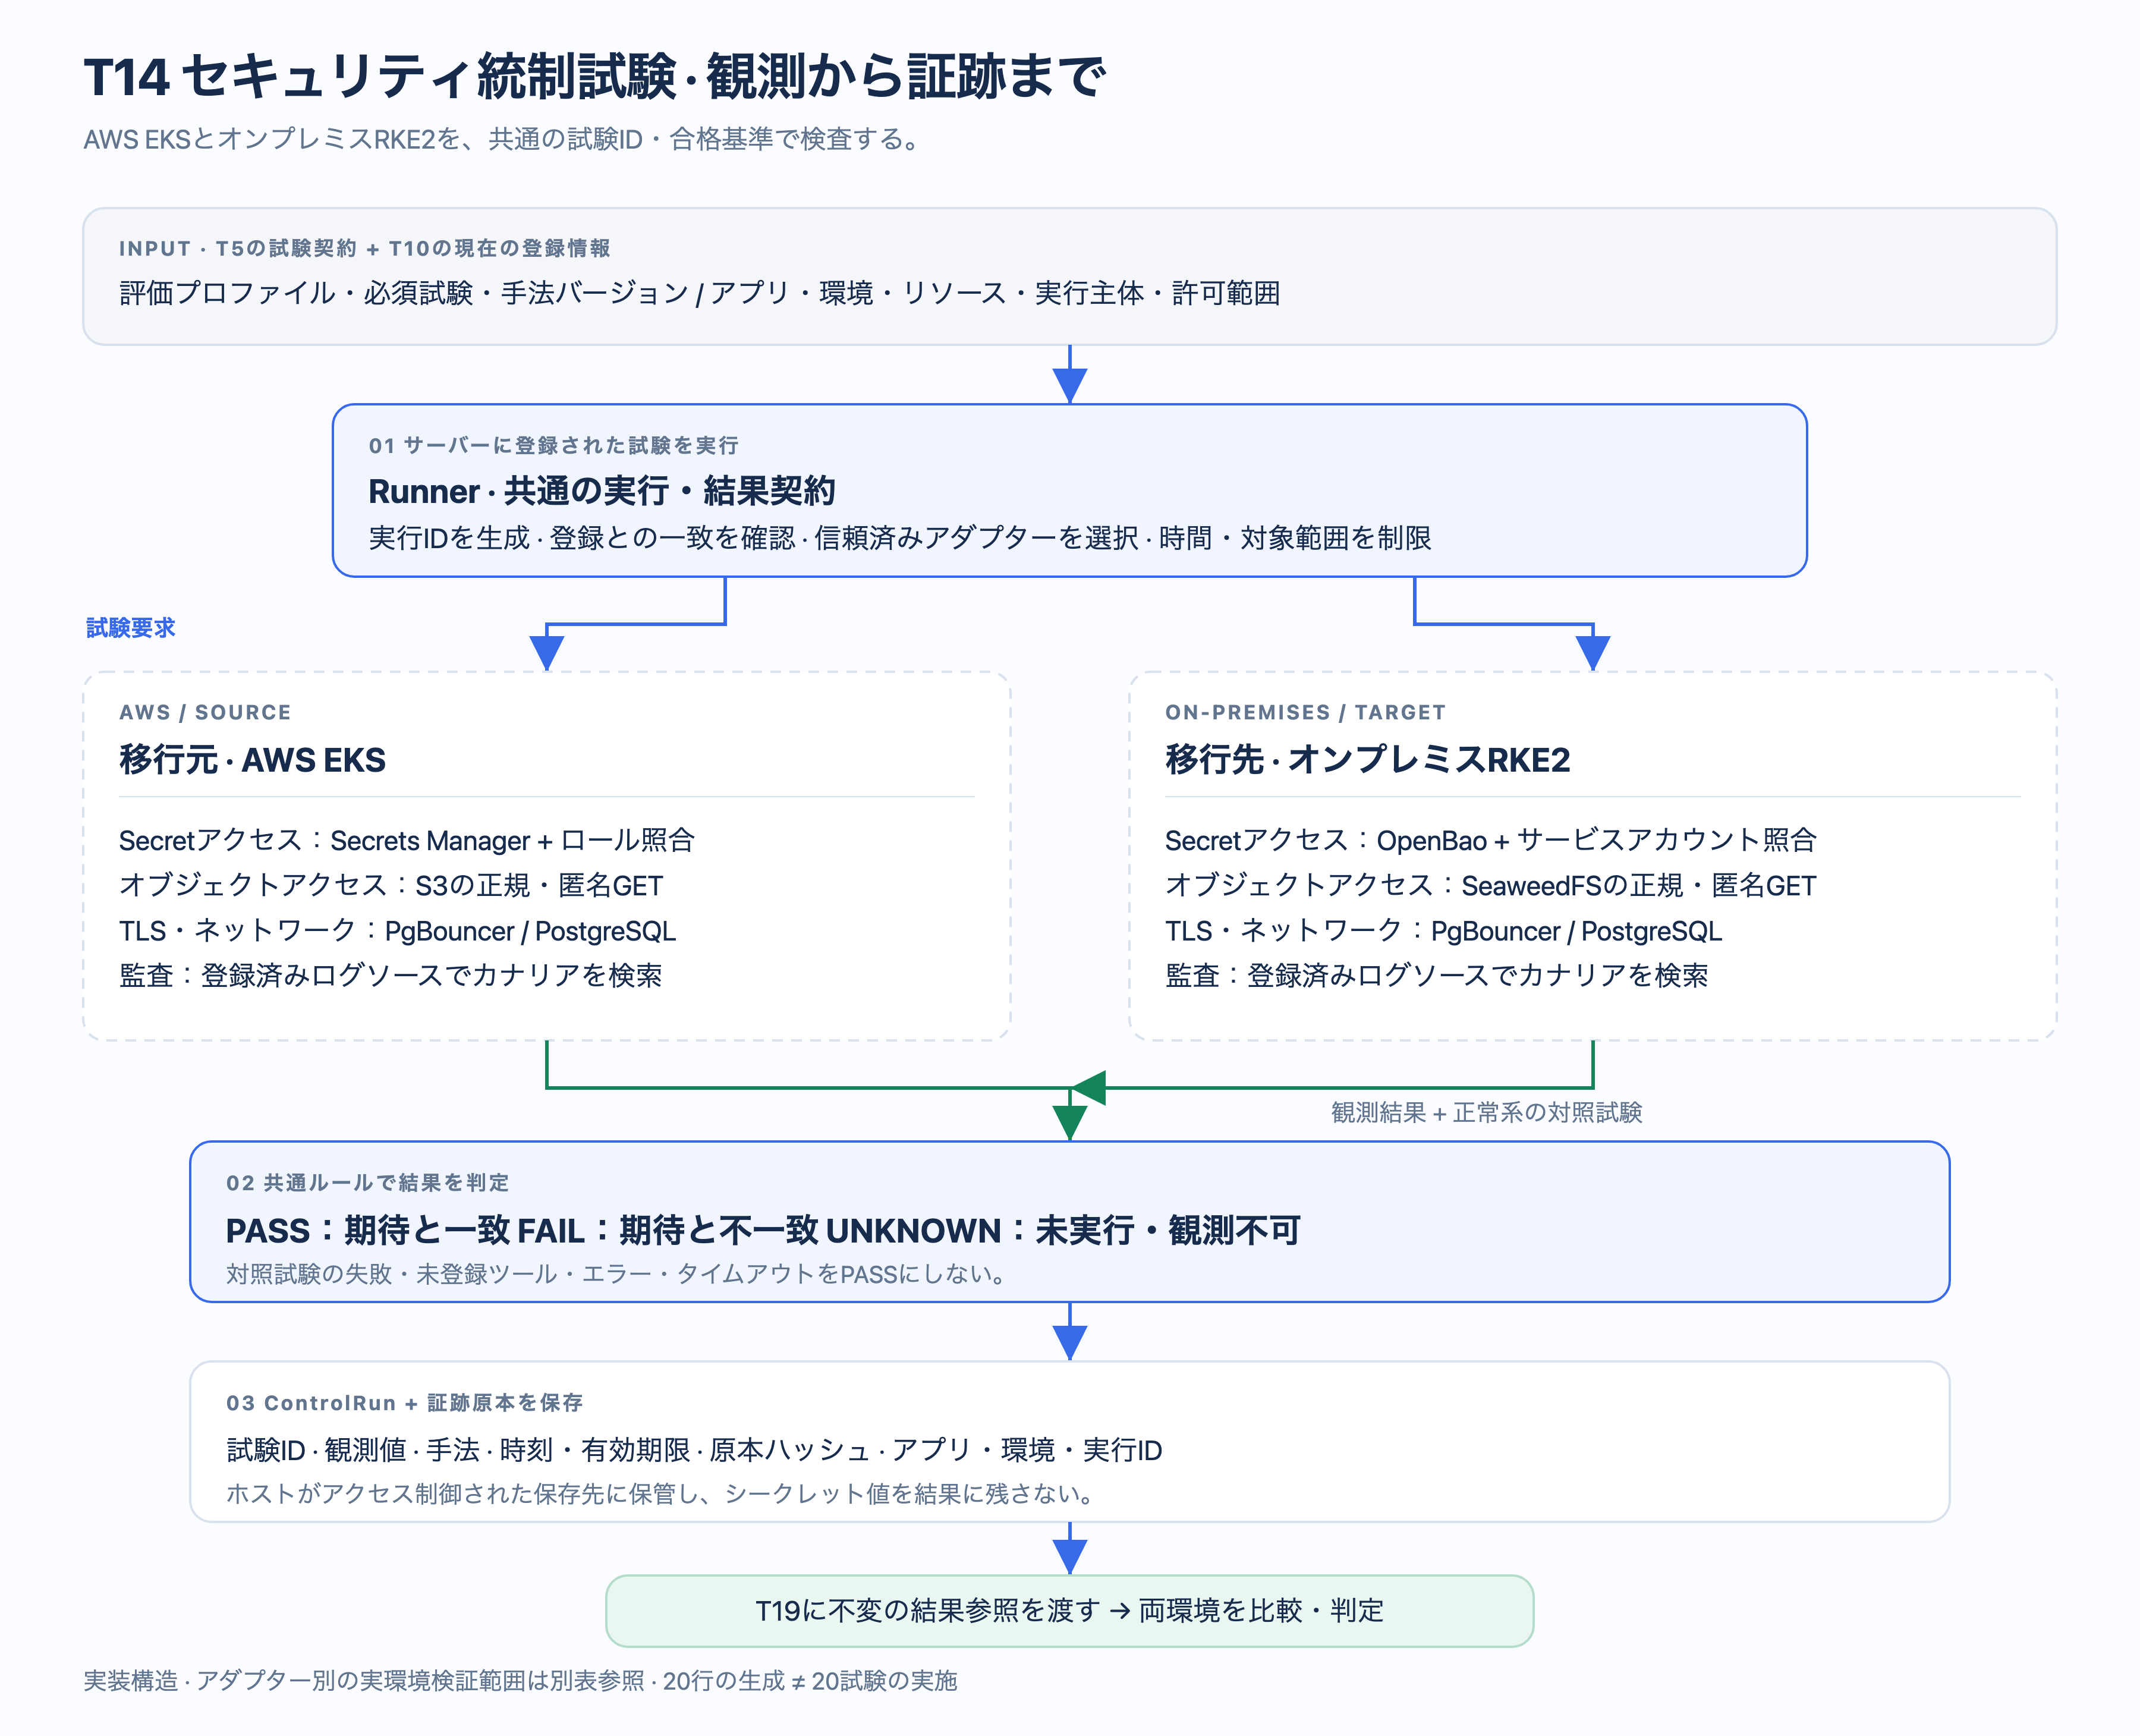 T14 セキュリティ統制試験 · 観測から証跡まで
AWS EKSとオンプレミスRKE2を、共通の試験ID・合格基準で検査する。
INPUT · T5の試験契約 + T10の現在の登録情報
評価プロファイル・必須試験・手法バージョン / アプリ・環境・リソース・実行主体・許可範囲
01 サーバーに登録された試験を実行
Runner · 共通の実行・結果契約
実行IDを生成 · 登録との一致を確認 · 信頼済みアダプターを選択 · 時間・対象範囲を制限
試験要求
AWS / SOURCE
移行元 · AWS EKS
Secretアクセス：Secrets Manager + ロール照合
オブジェクトアクセス：S3の正規・匿名GET
TLS・ネットワーク：PgBouncer / PostgreSQL
監査：登録済みログソースでカナリアを検索
ON-PREMISES / TARGET
移行先 · オンプレミスRKE2
Secretアクセス：OpenBao + サービスアカウント照合
オブジェクトアクセス：SeaweedFSの正規・匿名GET
TLS・ネットワーク：PgBouncer / PostgreSQL
監査：登録済みログソースでカナリアを検索
観測結果 + 正常系の対照試験
02 共通ルールで結果を判定
PASS：期待と一致 FAIL：期待と不一致 UNKNOWN：未実行・観測不可
対照試験の失敗・未登録ツール・エラー・タイムアウトをPASSにしない。
03 ControlRun + 証跡原本を保存
試験ID · 観測値 · 手法 · 時刻・有効期限 · 原本ハッシュ · アプリ・環境・実行ID
ホストがアクセス制御された保存先に保管し、シークレット値を結果に残さない。
T19に不変の結果参照を渡す → 両環境を比較・判定
実装構造 · アダプター別の実環境検証範囲は別表参照 · 20行の生成 ≠ 20試験の実施